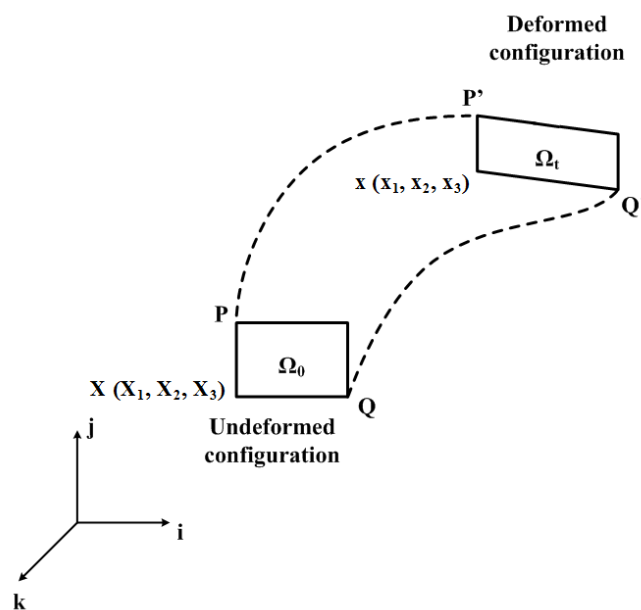 Deformed
configuration
P’
Ωt
x (x1, x2, x3)
Q
P
Ω0
X (X1, X2, X3)
Q
Undeformed
configuration
j
i
k